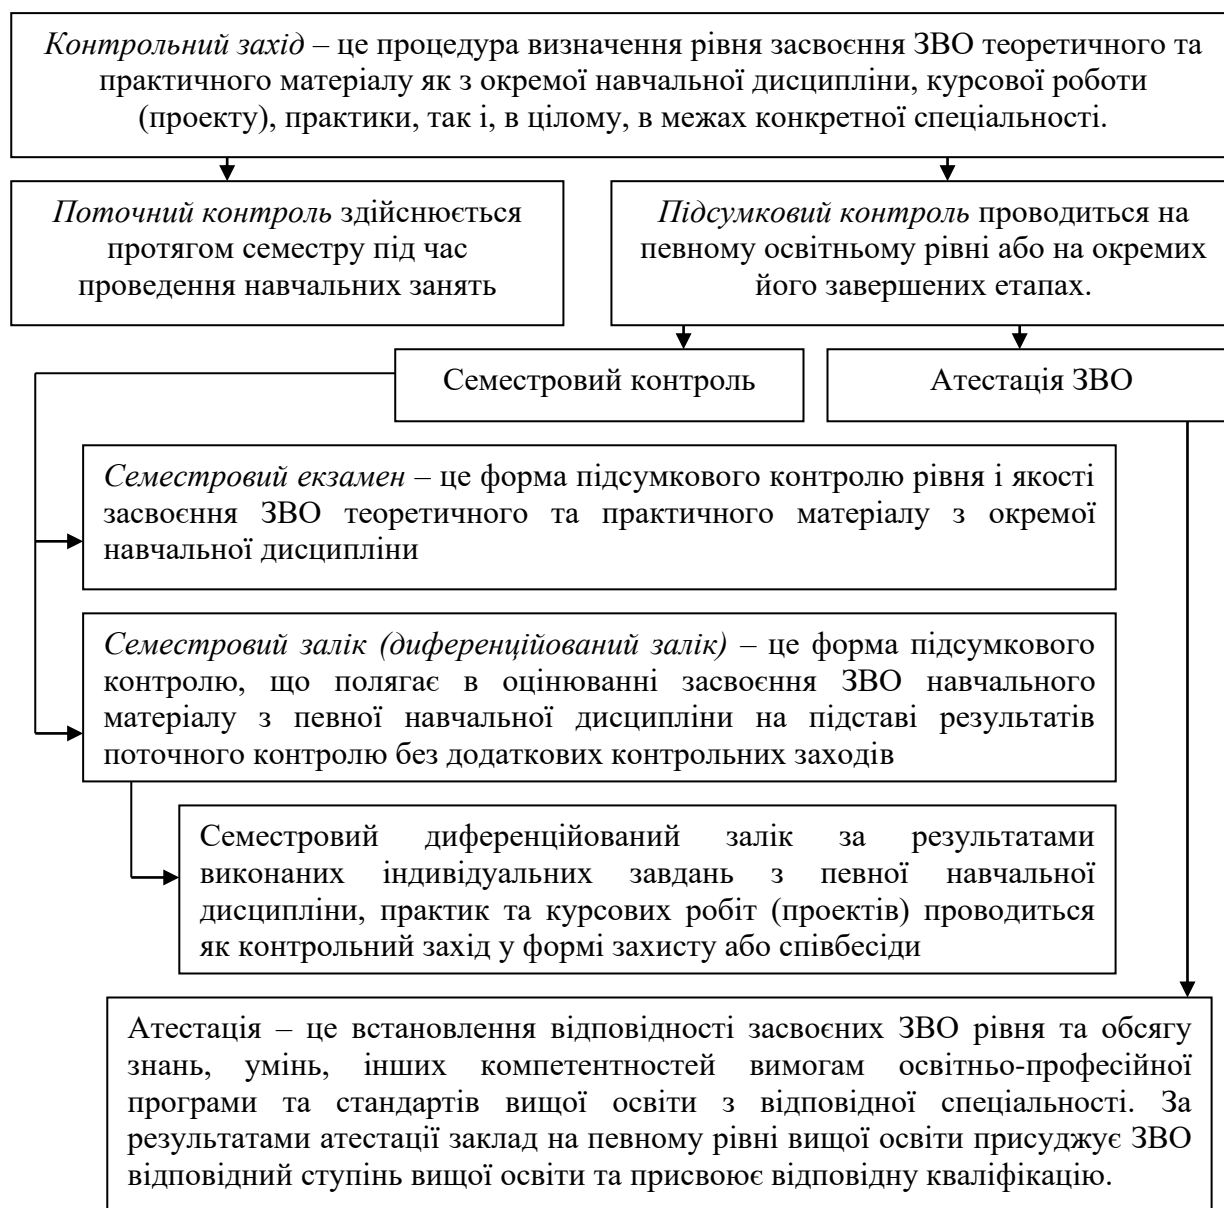 Контрольний захід – це процедура визначення рівня засвоєння ЗВО теоретичного та
практичного матеріалу як з окремої навчальної дисципліни, курсової роботи
(проекту), практики, так і, в цілому, в межах конкретної спеціальності.
Поточний контроль здійснюється
протягом семестру під час
проведення навчальних занять
Підсумковий контроль проводиться на
певному освітньому рівні або на окремих
його завершених етапах.
Семестровий контроль
Атестація ЗВО
Семестровий екзамен – це форма підсумкового контролю рівня і якості
засвоєння ЗВО теоретичного та практичного матеріалу з окремої
навчальної дисципліни
Семестровий залік (диференційований залік) – це форма підсумкового
контролю, що полягає в оцінюванні засвоєння ЗВО навчального
матеріалу з певної навчальної дисципліни на підставі результатів
поточного контролю без додаткових контрольних заходів
Семестровий диференційований залік за результатами
виконаних індивідуальних завдань з певної навчальної
дисципліни, практик та курсових робіт (проектів) проводиться
як контрольний захід у формі захисту або співбесіди
Атестація – це встановлення відповідності засвоєних ЗВО рівня та обсягу
знань, умінь, інших компетентностей вимогам освітньо-професійної
програми та стандартів вищої освіти з відповідної спеціальності. За
результатами атестації заклад на певному рівні вищої освіти присуджує ЗВО
відповідний ступінь вищої освіти та присвоює відповідну кваліфікацію.